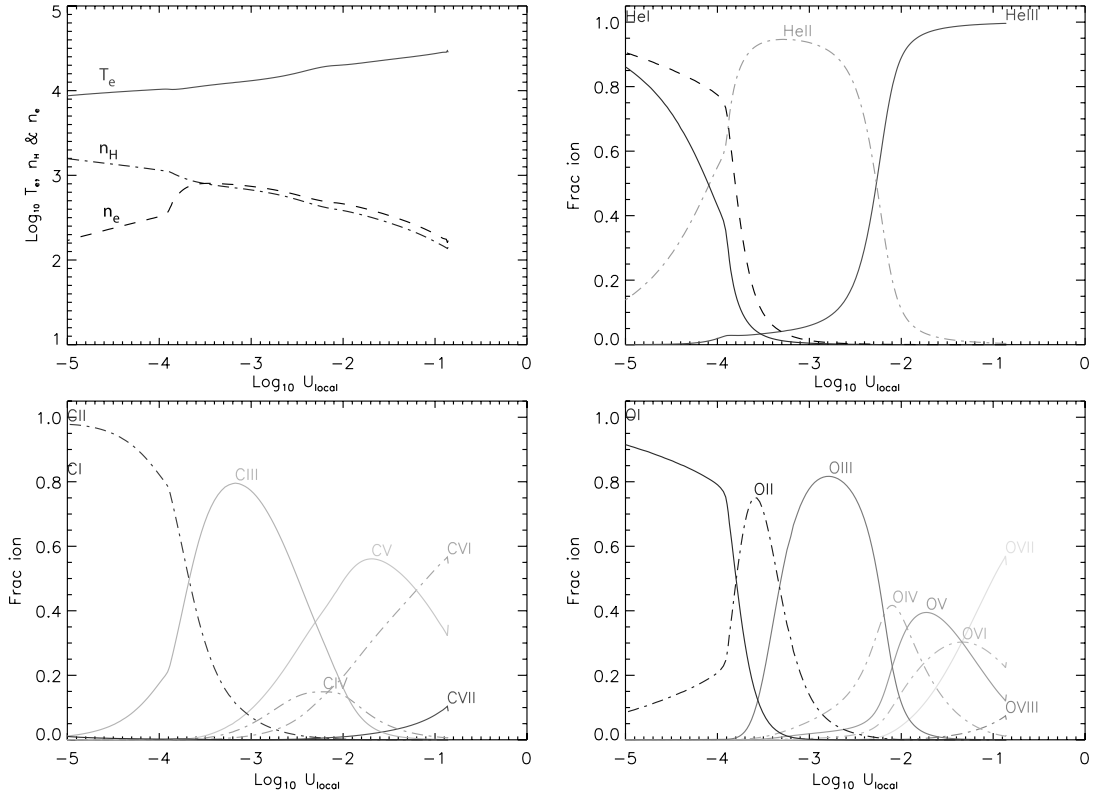 5
4
3
2
1
Log₁₀ Tₑ, n_H & nₑ
Tₑ
n_H
nₑ
−5 −4 −3 −2 −1 0
Log₁₀ U_local
1.0
0.8
0.6
0.4
0.2
0.0
Frac ion
HeI
HeII
HeIII
−5 −4 −3 −2 −1 0
Log₁₀ U_local
1.0
0.8
0.6
0.4
0.2
0.0
Frac ion
CII
CI
CIII
CV
CVI
CIV
CVII
−5 −4 −3 −2 −1 0
Log₁₀ U_local
1.0
0.8
0.6
0.4
0.2
0.0
Frac ion
OI
OII
OIII
OIV
OV
OVI
OVII
OVIII
−5 −4 −3 −2 −1 0
Log₁₀ U_local